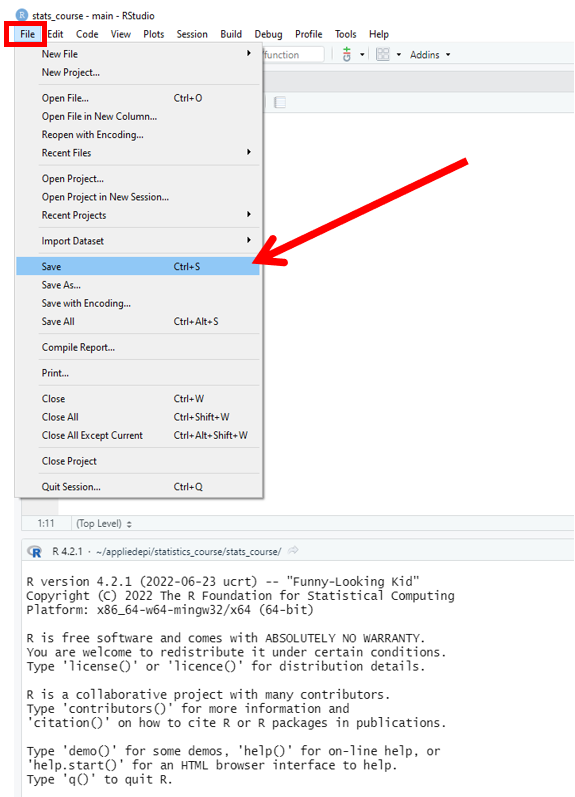 stats_course - main - RStudio
File Edit Code View Plots Session Build Debug Profile Tools Help
New File
function
Addins
New Project...
Open File... Ctrl+O
Open File in New Column...
Reopen with Encoding...
Recent Files
Open Project...
Open Project in New Session...
Recent Projects
Import Dataset
Save Ctrl+S
Save As...
Save with Encoding...
Save All Ctrl+Alt+S
Compile Report...
Print...
Close Ctrl+W
Close All Ctrl+Shift+W
Close All Except Current Ctrl+Alt+Shift+W
Close Project
Quit Session... Ctrl+Q
1:11 (Top Level)
R 4.2.1 · ~/appliedepi/statistics_course/stats_course/
R version 4.2.1 (2022-06-23 ucrt) -- "Funny-Looking Kid"
Copyright (C) 2022 The R Foundation for Statistical Computing
Platform: x86_64-w64-mingw32/x64 (64-bit)
R is free software and comes with ABSOLUTELY NO WARRANTY.
You are welcome to redistribute it under certain conditions.
Type 'license()' or 'licence()' for distribution details.
R is a collaborative project with many contributors.
Type 'contributors()' for more information and
'citation()' on how to cite R or R packages in publications.
Type 'demo()' for some demos, 'help()' for on-line help, or
'help.start()' for an HTML browser interface to help.
Type 'q()' to quit R.